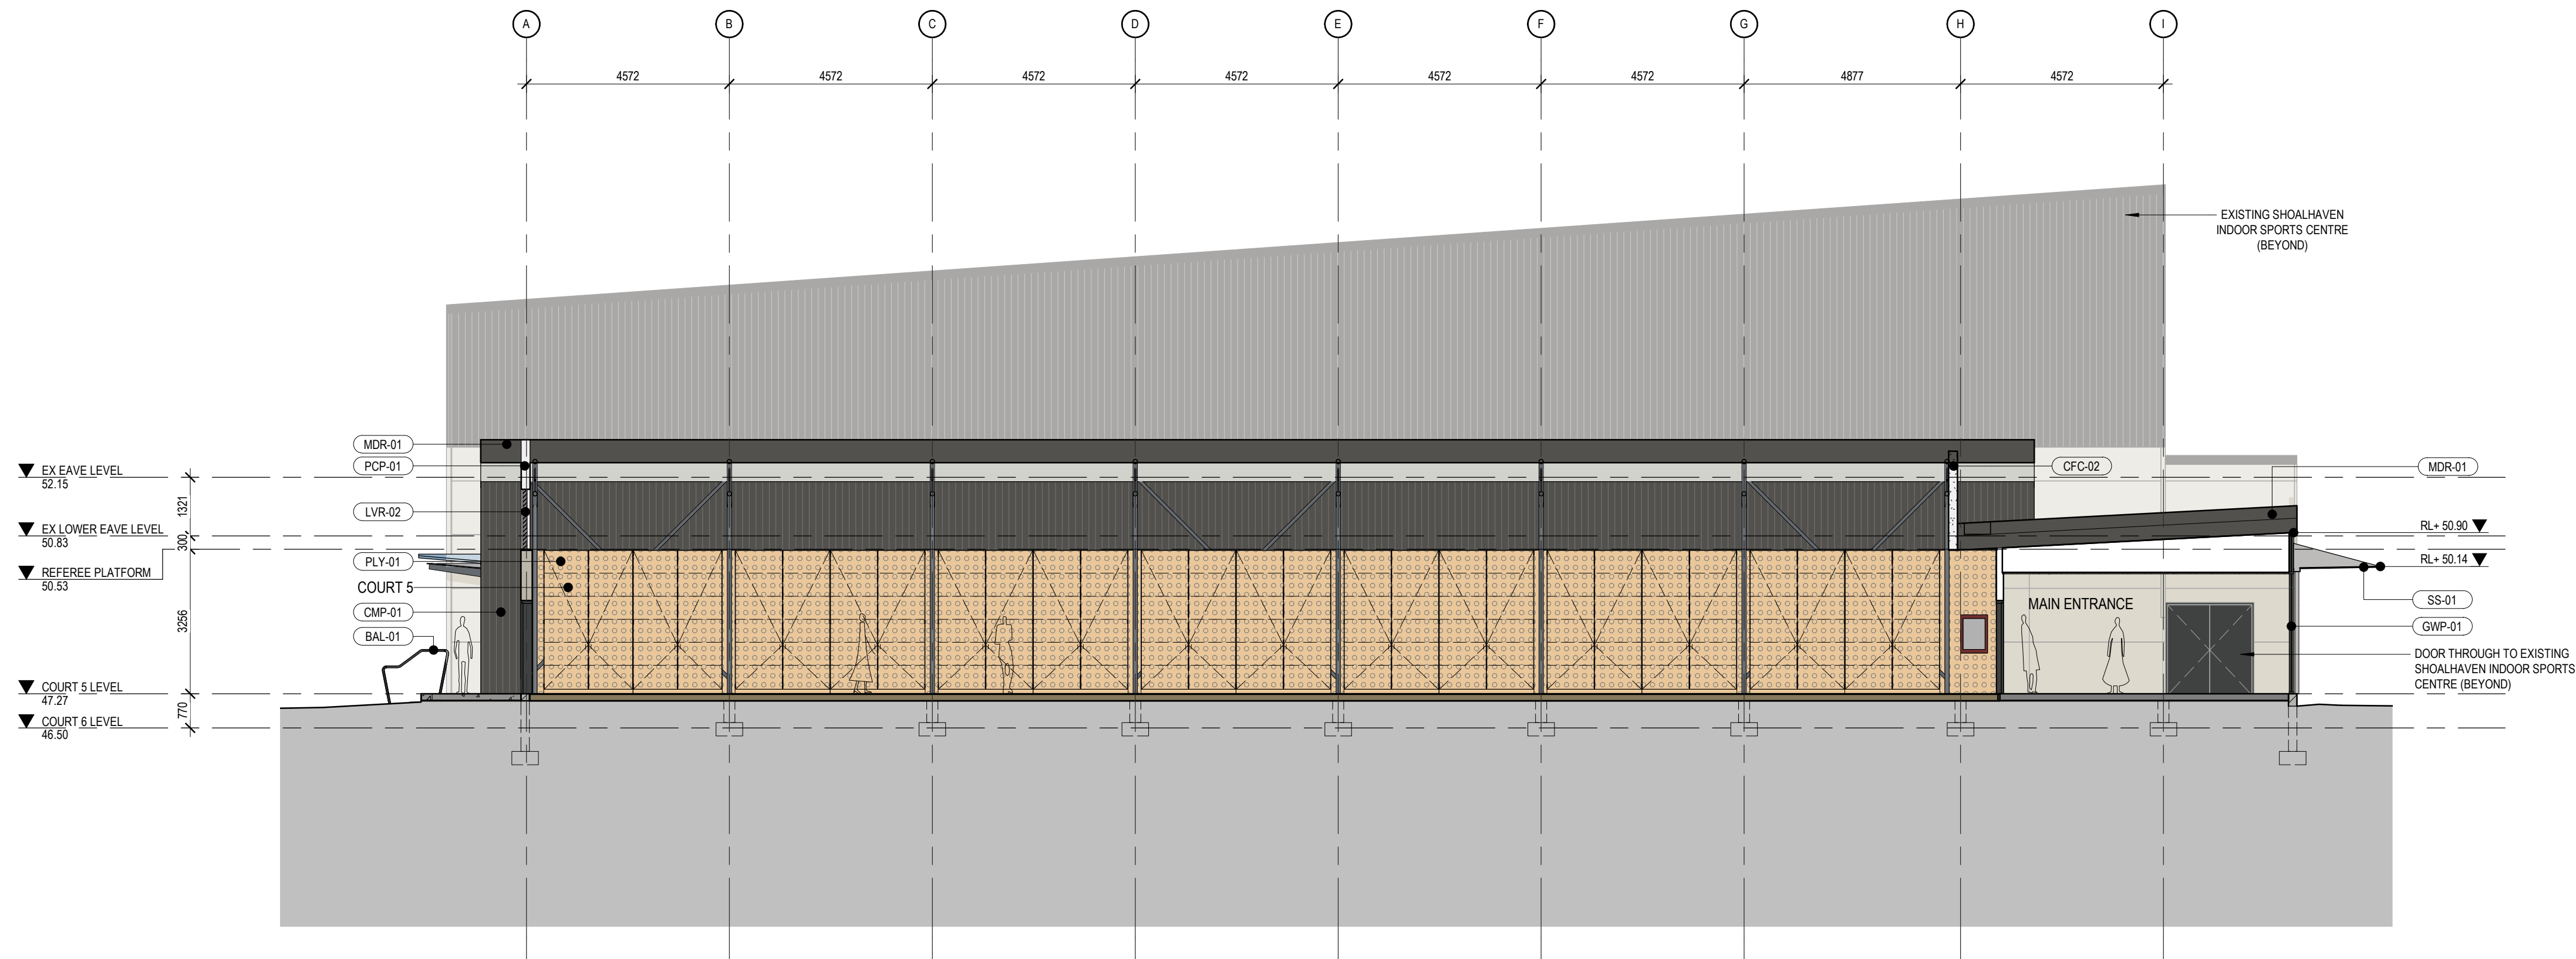 A B C D E F G H I
4572 4572 4572 4572 4572 4572 4877 4572
EXISTING SHOALHAVEN
INDOOR SPORTS CENTRE
(BEYOND)
MDR-01
PCP-01
LVR-02
PLY-01
COURT 5
CMP-01
BAL-01
EX EAVE LEVEL
52.15
1321
EX LOWER EAVE LEVEL
50.83
300
REFEREE PLATFORM
50.53
3256
COURT 5 LEVEL
47.27
770
COURT 6 LEVEL
46.50
CFC-02
MDR-01
RL+ 50.90
RL+ 50.14
SS-01
GWP-01
MAIN ENTRANCE
DOOR THROUGH TO EXISTING
SHOALHAVEN INDOOR SPORTS
CENTRE (BEYOND)